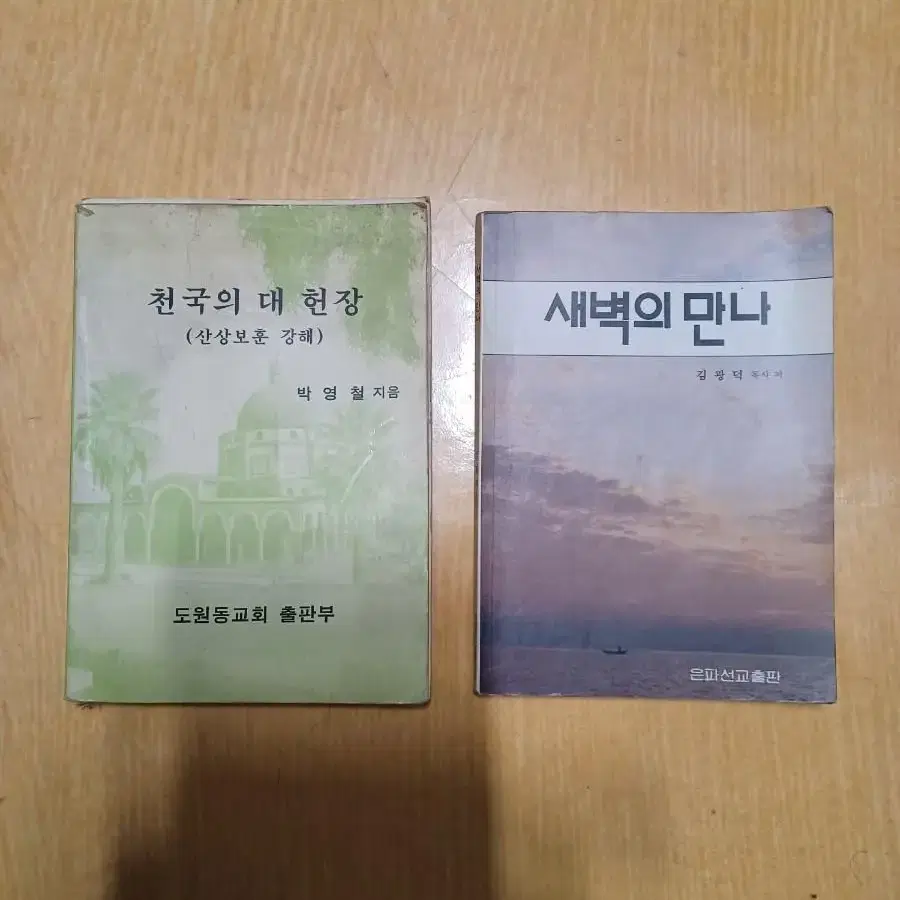 천국의 대 헌장
(산상보훈 강해)
박 영 철 지음
도원동교회 출판부
새벽의 만나
김 광 덕 목사 저
은파선교출판